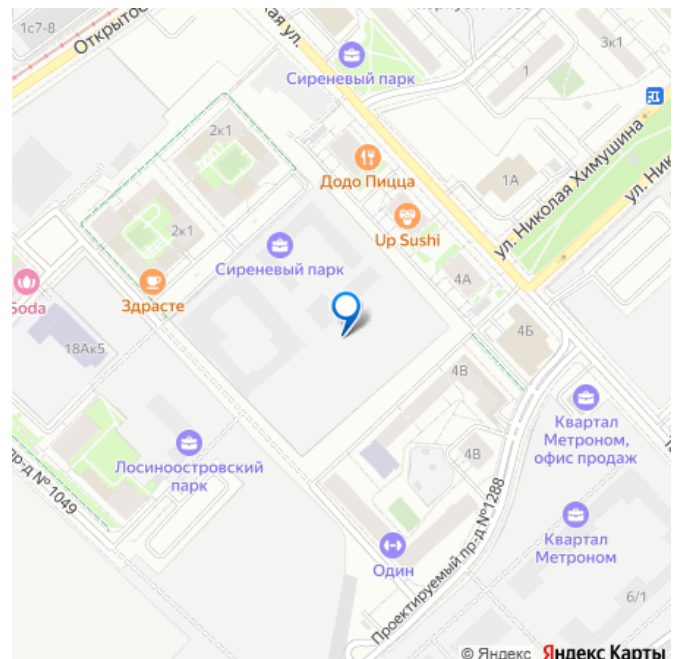 1с7-8
Открытое
кая ул.
Сиреневый парк
3к1
1
2к1
Додо Пицца
1А
ул. Николая Химушина
ул. Ник
Up Sushi
2к1
Сиреневый парк
4А
Soda
Здрасте
4Б
18Ак5
4В
Квартал
Метроном,
офис продаж
Лосиноостровский
парк
4В
пр-д № 1049
Проектируемый пр-д №1288
Один
Квартал
Метроном
6/1
© Яндекс Яндекс Карты